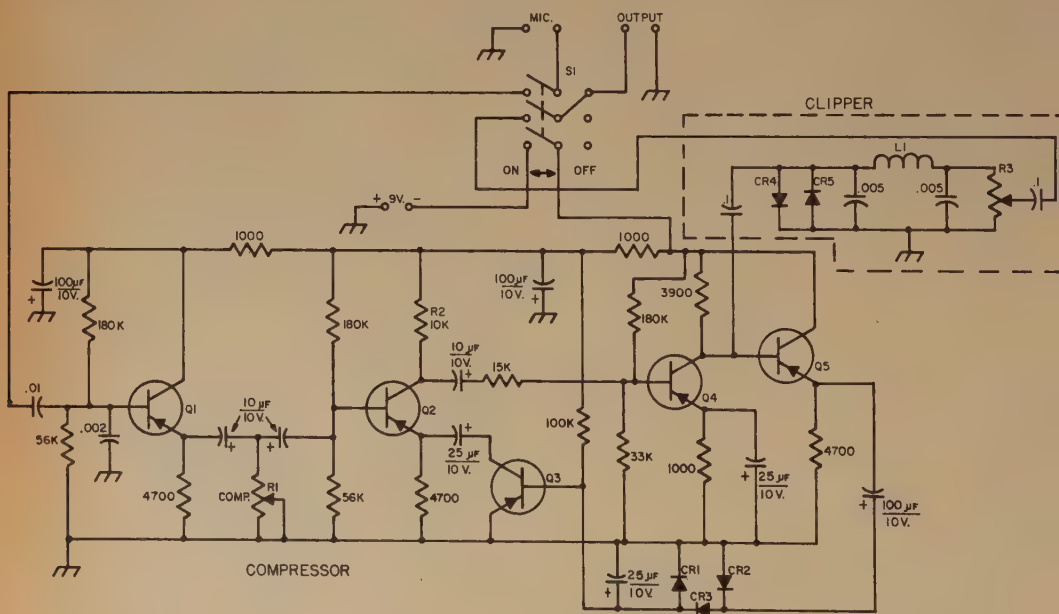 MIC.
OUTPUT
S1
CLIPPER
L1
R3
CR4
CR5
.005
.005
.1
.1
ON
OFF
+ 9V. -
1000
1000
100µF
10V.
+
180K
180K
R2
10K
100µF
10V.
+
180K
3900
10µF
10V.
+
15K
Q5
.01
Q1
10µF
10V.
+
+
Q2
Q4
56K
.002
25µF
10V.
+
100K
4700
COMP.
R1
56K
4700
Q3
33K
1000
25µF
10V.
+
4700
100µF
10V.
+
COMPRESSOR
25µF
10V.
+
CR1
CR2
CR3